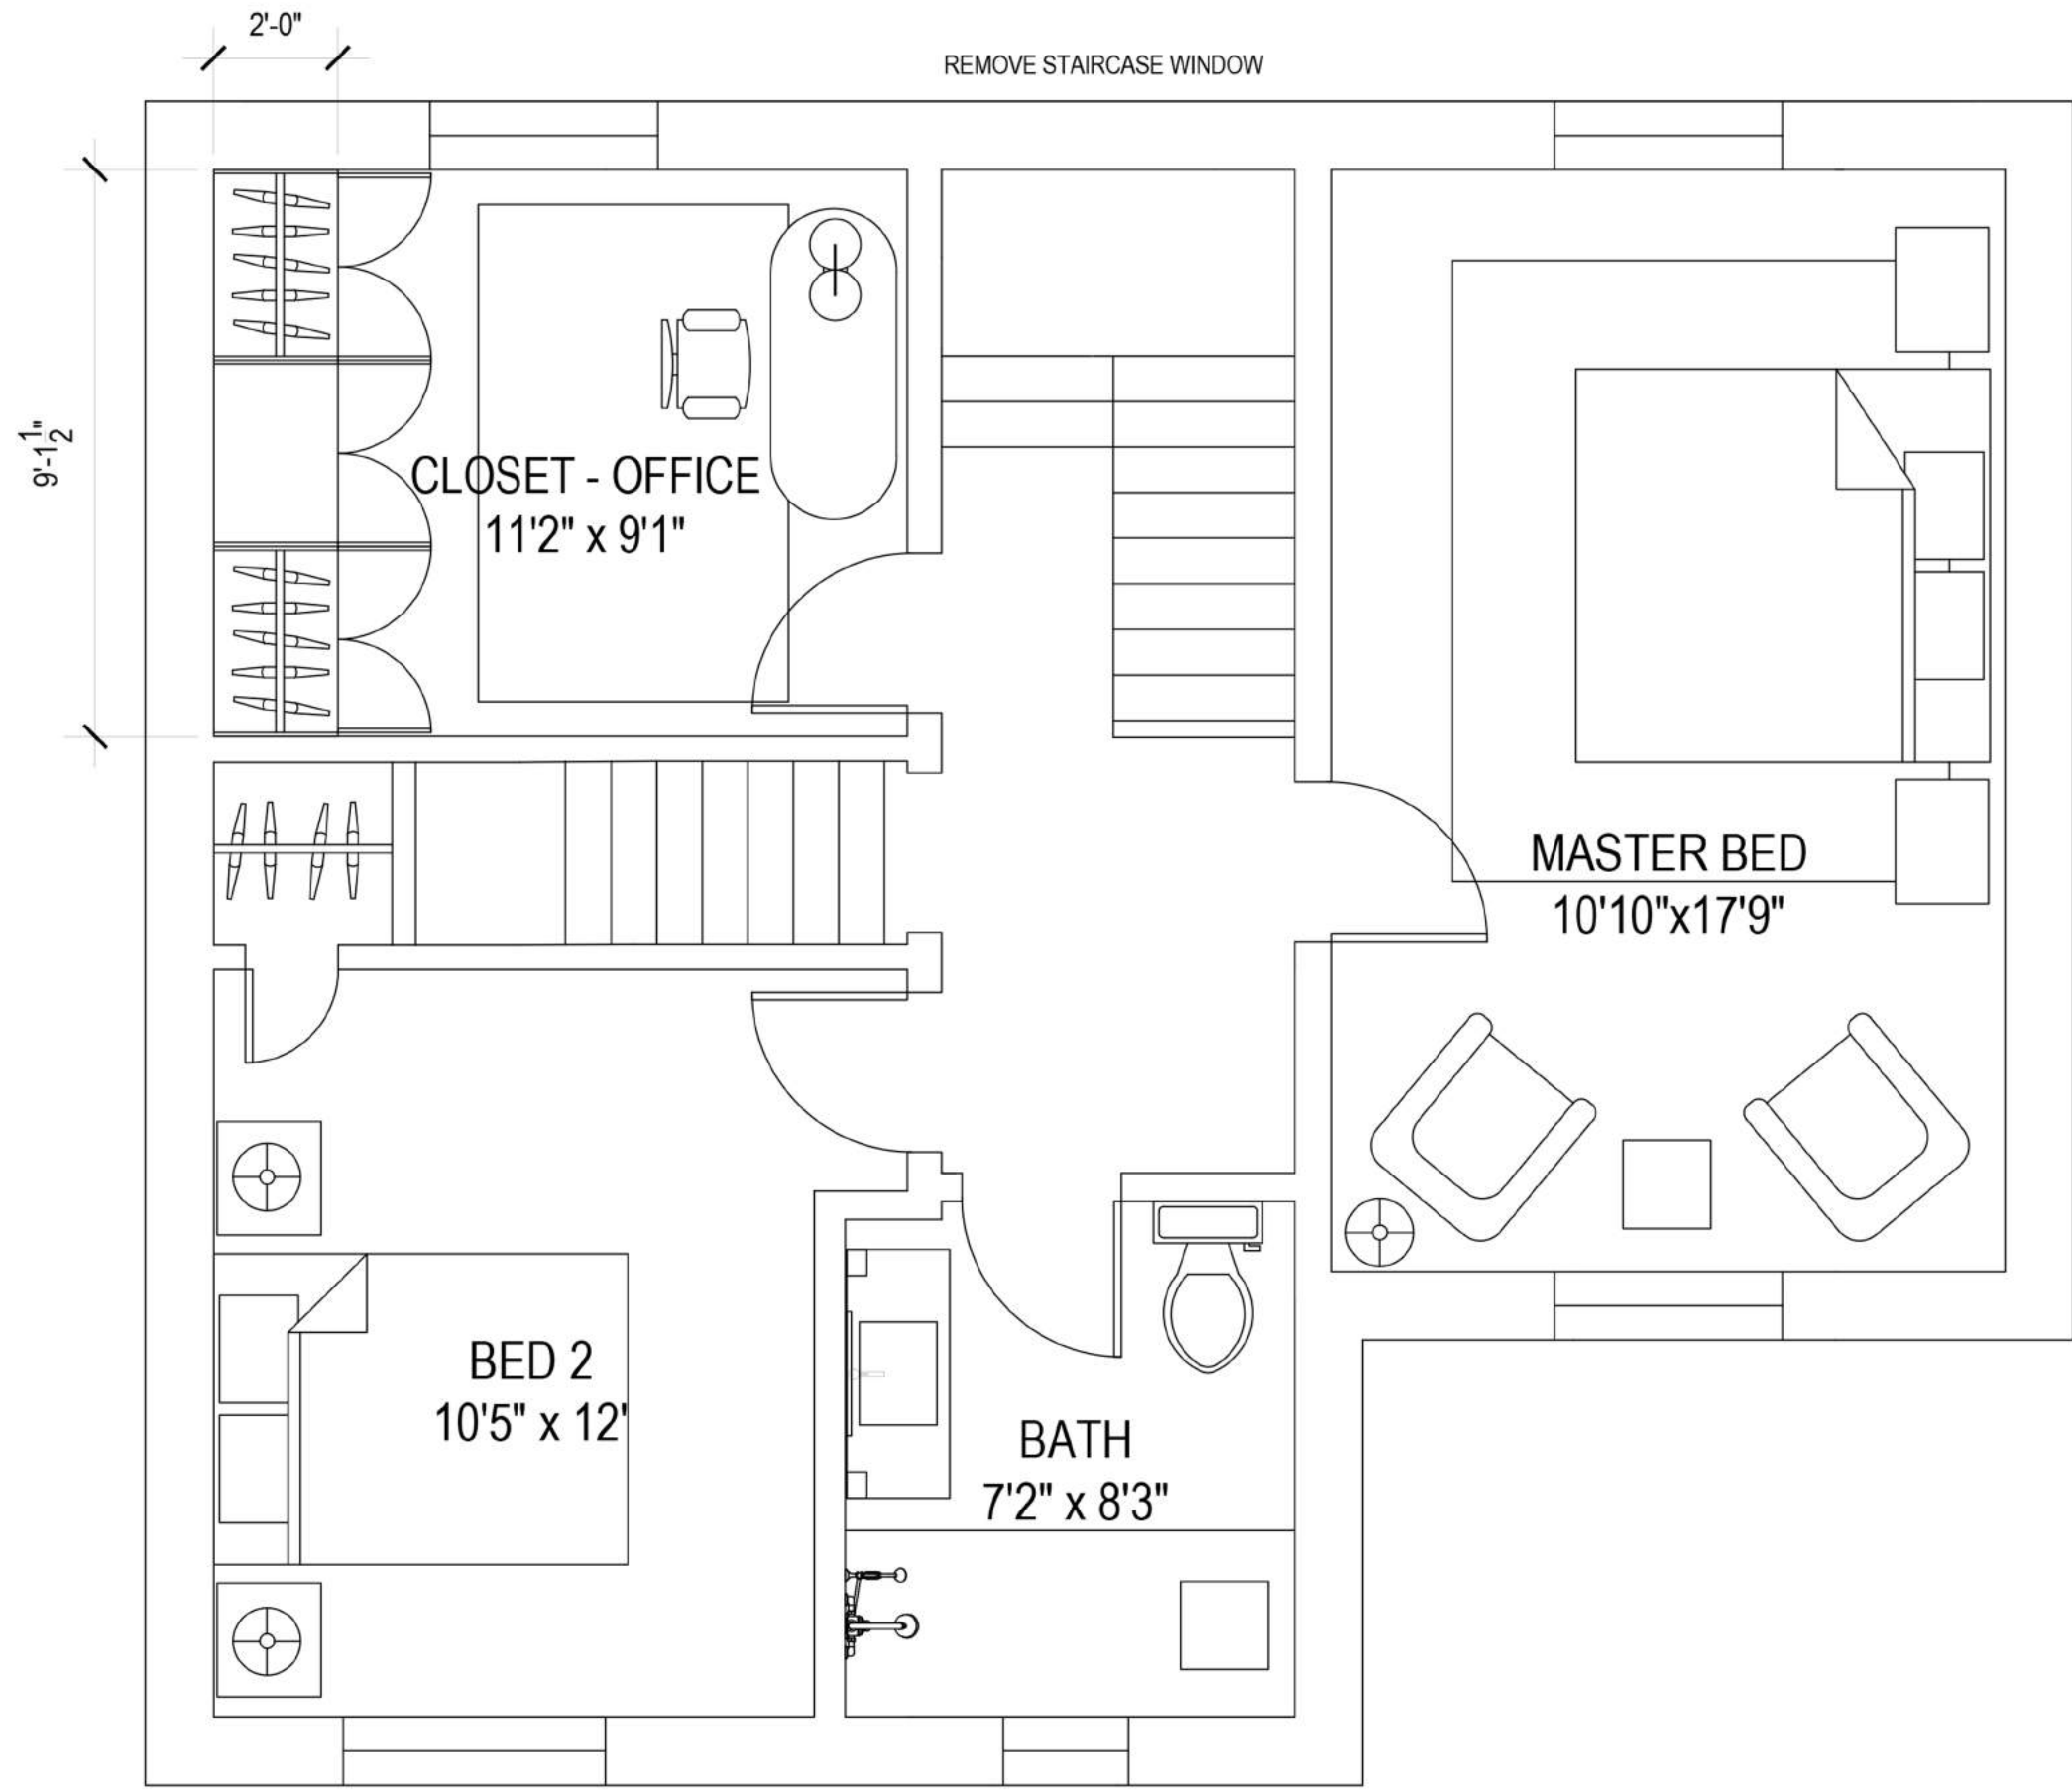 2'-0"
REMOVE STAIRCASE WINDOW
9'-1 1/2"
CLOSET - OFFICE
11'2" x 9'1"
MASTER BED
10'10"x17'9"
BED 2
10'5" x 12'
BATH
7'2" x 8'3"